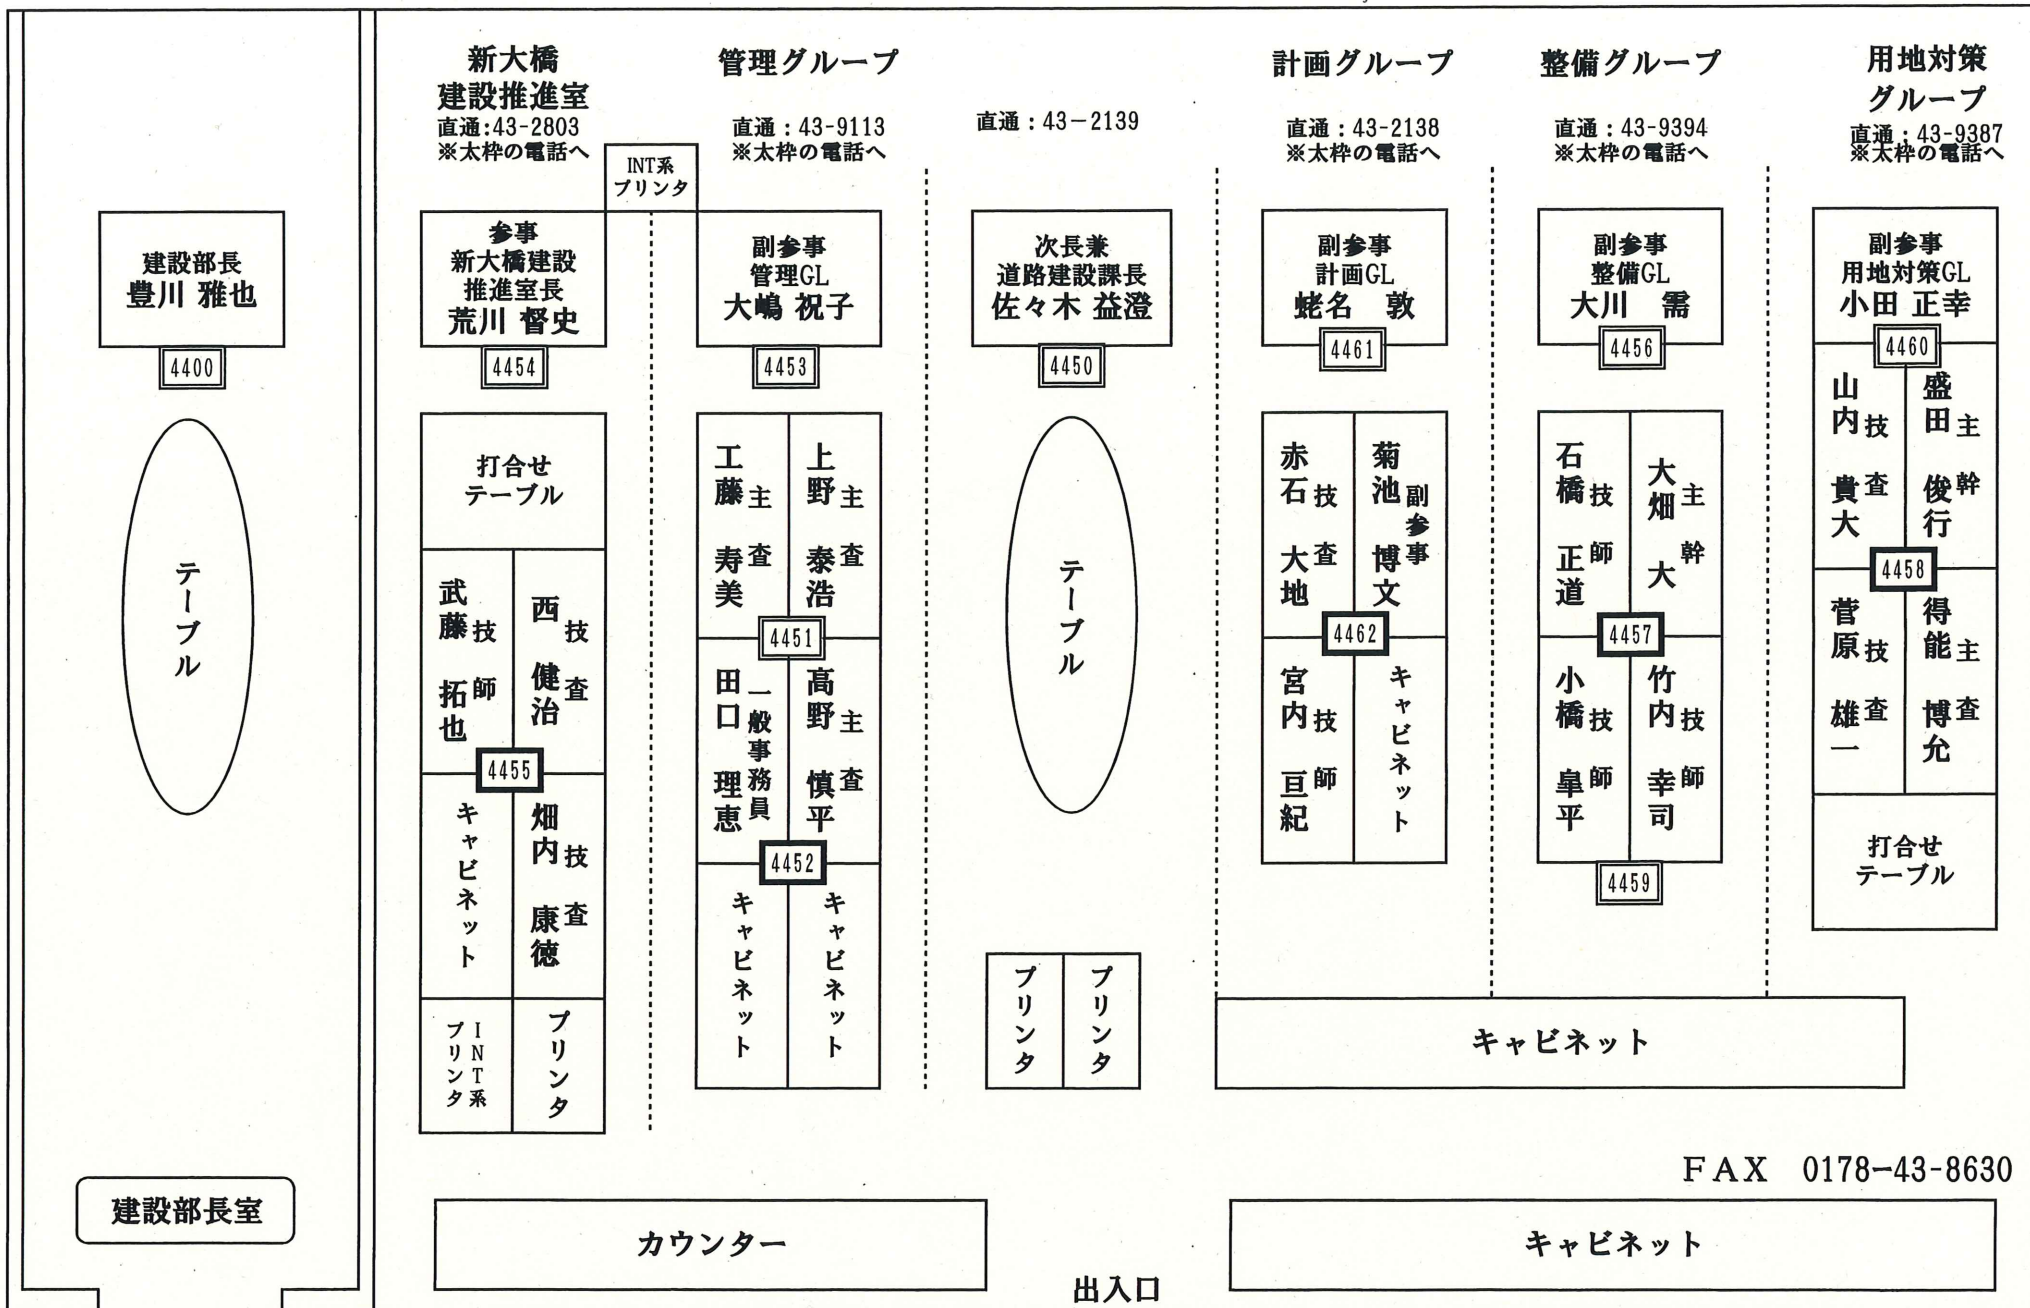 建設部長
豊川 雅也
4400
テーブル
建設部長室
新大橋
建設推進室
直通:43-2803
※太枠の電話へ
INT系
プリンタ
参事
新大橋建設
推進室長
荒川 督史
4454
打合せ
テーブル
武藤 拓也
技師
西 健治
技査
4455
キャビネット
畑内 康徳
技査
INT系
プリンタ
プリンタ
管理グループ
直通：43-9113
※太枠の電話へ
副参事
管理GL
大嶋 祝子
4453
工藤 寿美
主査
上野 泰浩
主査
4451
田口 理恵
一般事務員
高野 慎平
主査
4452
キャビネット
キャビネット
直通：43－2139
次長兼
道路建設課長
佐々木 益澄
4450
テーブル
プリンタ
プリンタ
計画グループ
直通：43-2138
※太枠の電話へ
副参事
計画GL
蛯名 敦
4461
赤石 大地
技査
菊池 博文
副参事
4462
宮内 亘紀
技師
キャビネット
整備グループ
直通：43-9394
※太枠の電話へ
副参事
整備GL
大川 需
4456
石橋 正道
技師
大畑 大
主幹
4457
小橋 皐平
技師
竹内 幸司
技師
4459
用地対策
グループ
直通：43-9387
※太枠の電話へ
副参事
用地対策GL
小田 正幸
4460
山内 貴大
技査
盛田 俊行
主幹
4458
菅原 雄一
技査
得能 博允
主査
打合せ
テーブル
キャビネット
FAX 0178-43-8630
カウンター
出入口
キャビネット